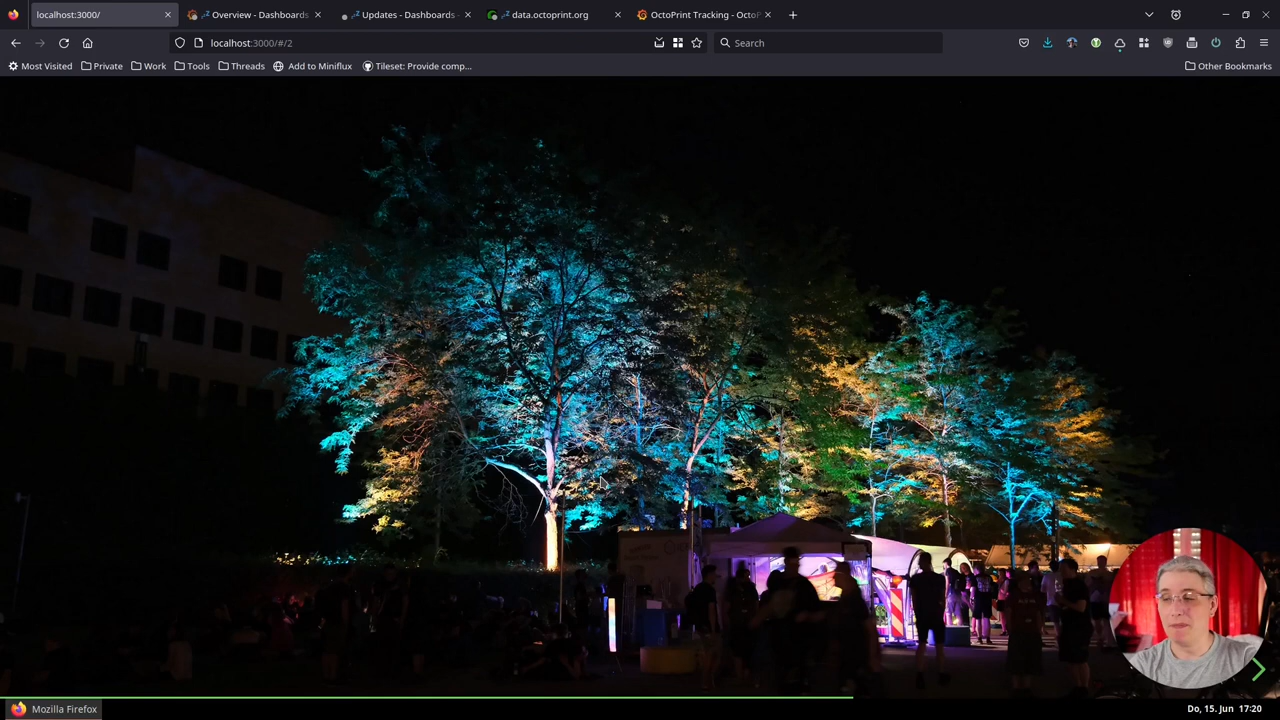 localhost:3000/
Overview - Dashboards
Updates - Dashboards -
data.octoprint.org
OctoPrint Tracking - OctoP
localhost:3000/#/2
Search
Most Visited
Private
Work
Tools
Threads
Add to Miniflux
Tileset: Provide comp...
Other Bookmarks
Mozilla Firefox
Do, 15. Jun 17:20